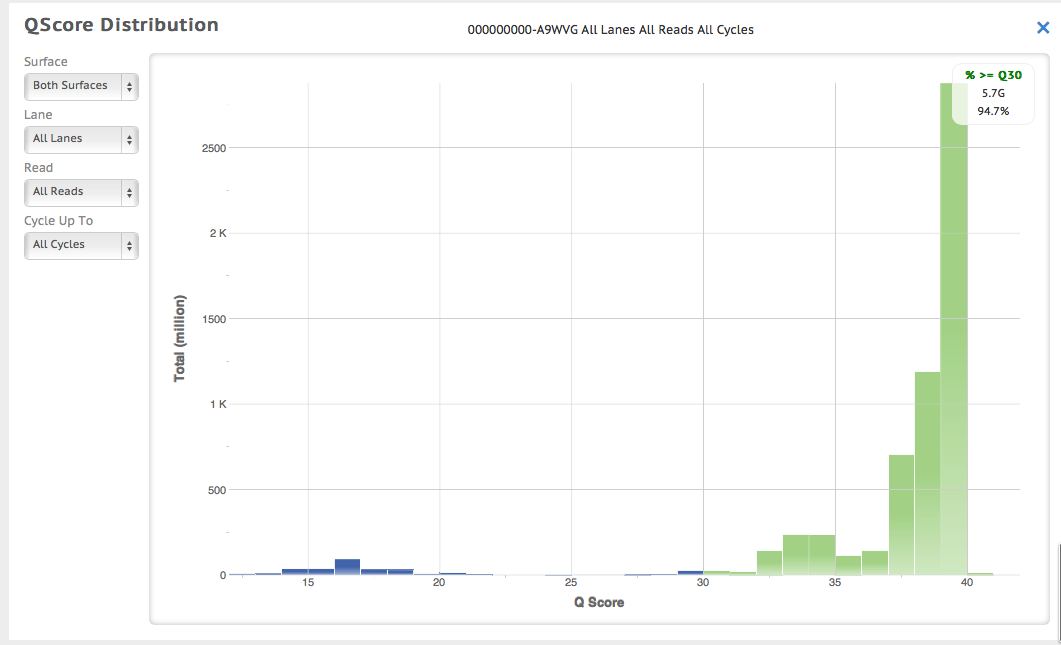 QScore Distribution
000000000-A9WVG All Lanes All Reads All Cycles
×
Surface
Both Surfaces
Lane
All Lanes
Read
All Reads
Cycle Up To
All Cycles
% >= Q30
5.7G
94.7%
Total (million)
2500
2 K
1500
1 K
500
0
15
20
25
30
35
40
Q Score